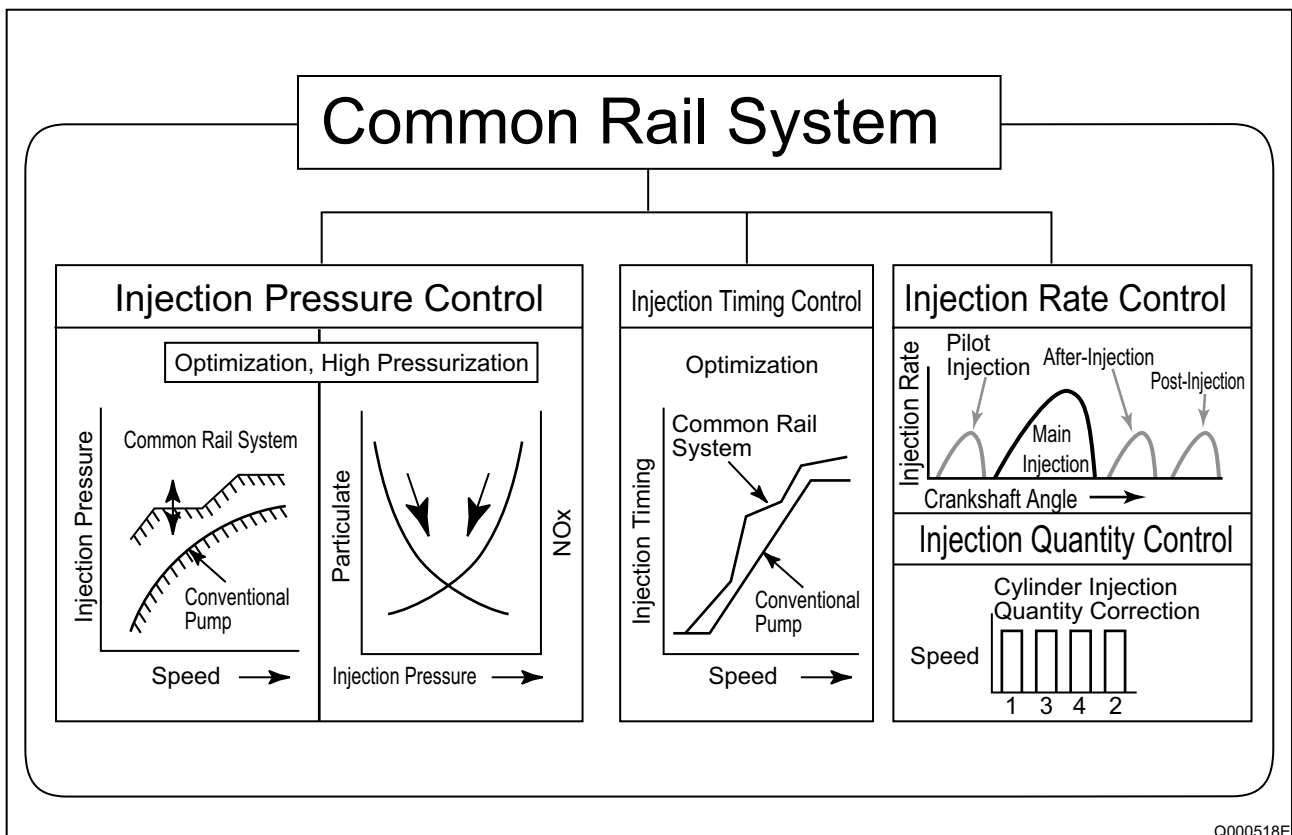 Common Rail System
Injection Pressure Control
Optimization, High Pressurization
Injection Pressure
Common Rail System
Conventional
Pump
Speed
Particulate
NOx
Injection Pressure
Injection Timing Control
Optimization
Injection Timing
Common Rail
System
Conventional
Pump
Speed
Injection Rate Control
Injection Rate
Pilot
Injection
After-Injection
Post-Injection
Main
Injection
Crankshaft Angle
Injection Quantity Control
Cylinder Injection
Quantity Correction
Speed
1 3 4 2
Q000518E